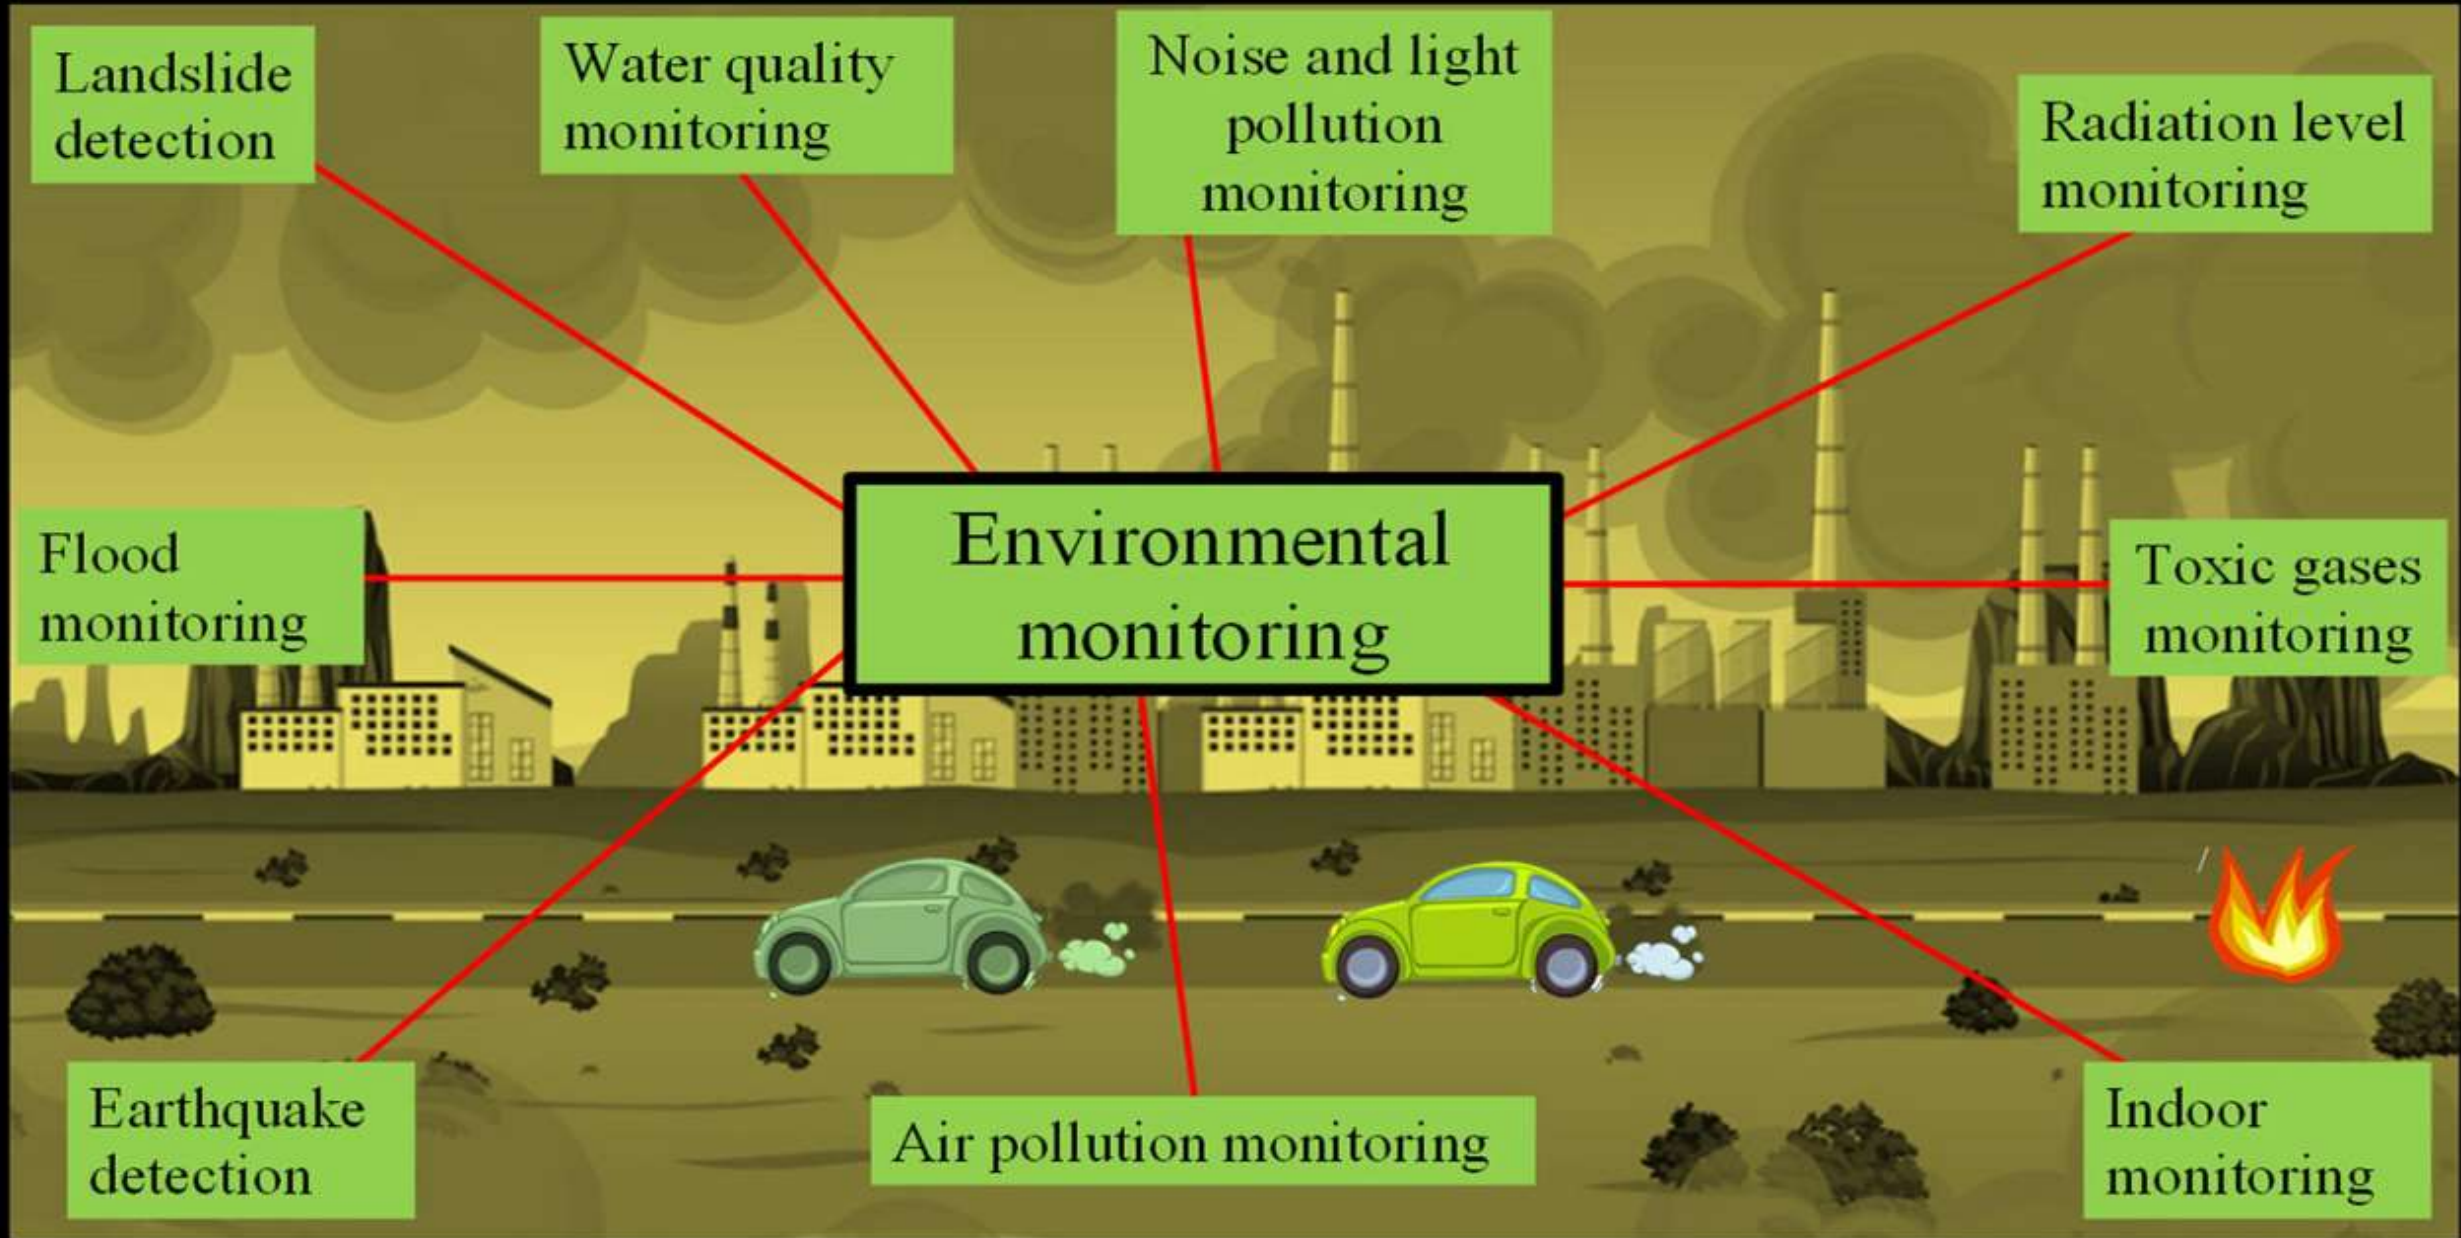 Landslide
detection
Water quality
monitoring
Noise and light
pollution
monitoring
Radiation level
monitoring
Flood
monitoring
Environmental
monitoring
Toxic gases
monitoring
Earthquake
detection
Air pollution monitoring
Indoor
monitoring